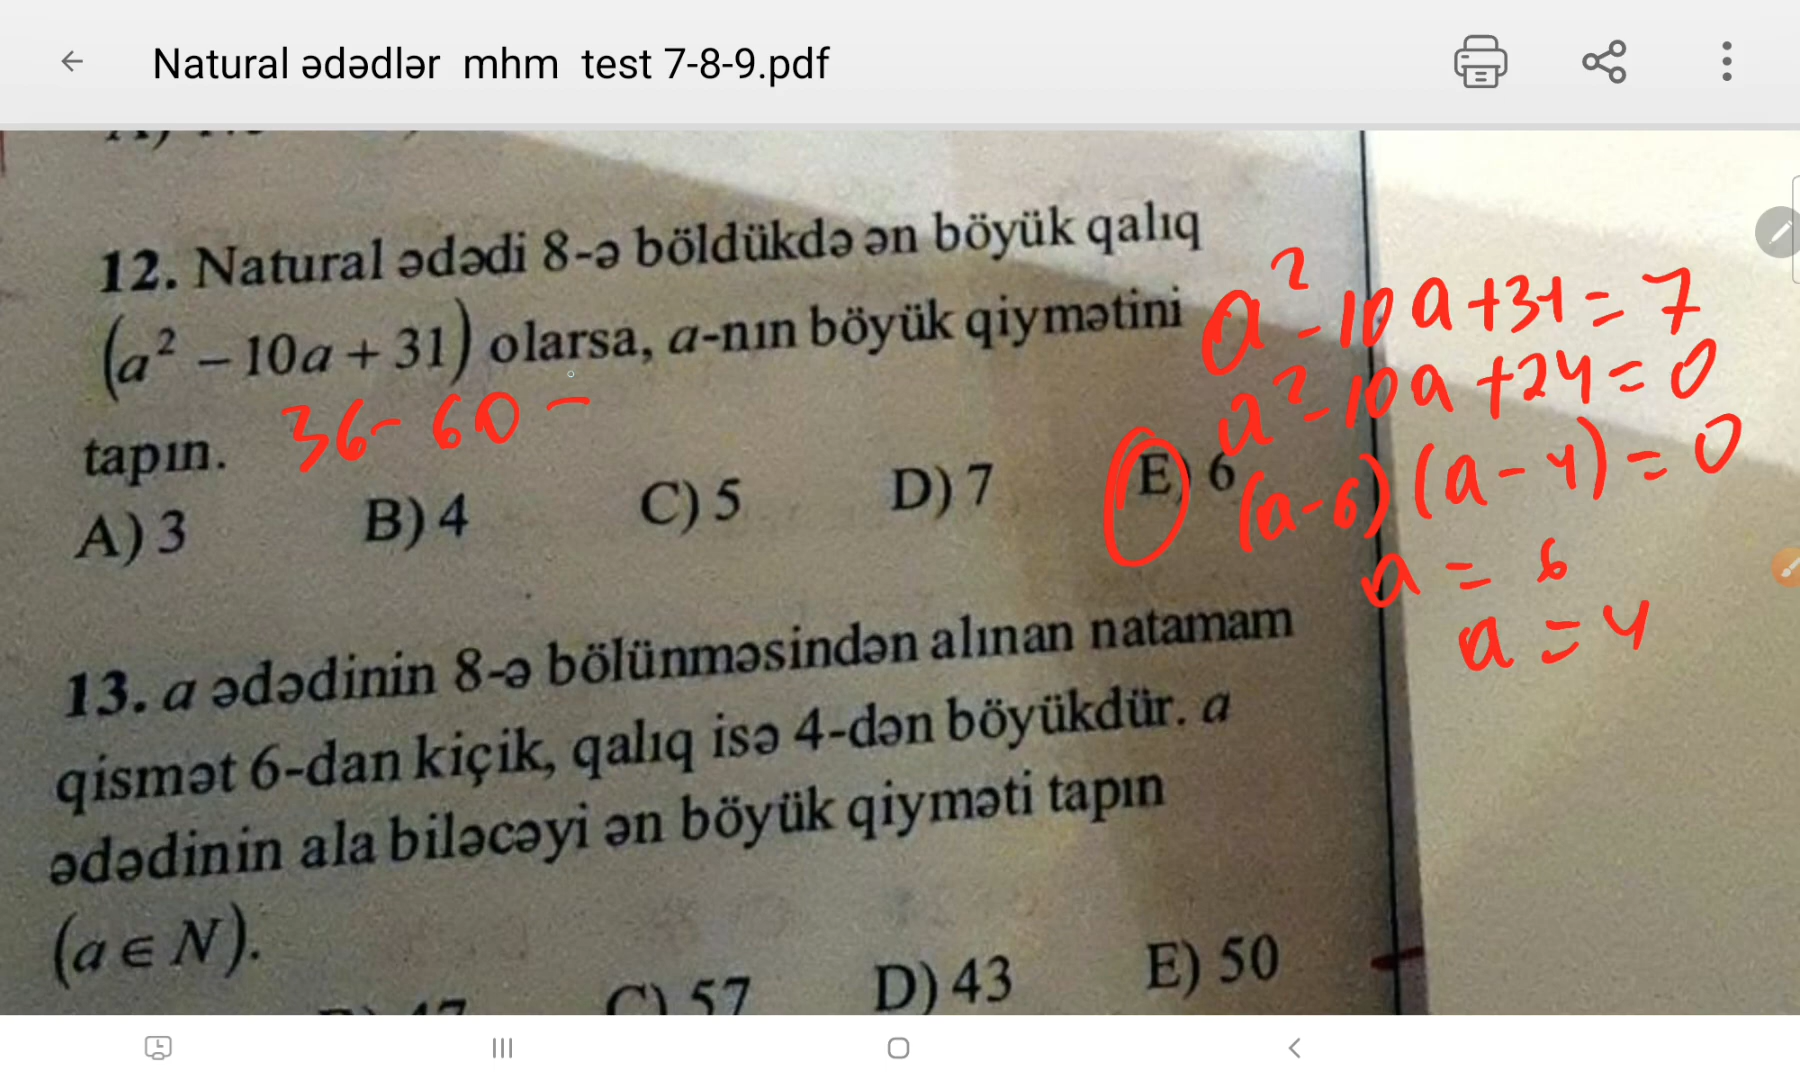 Natural ədədlər mhm test 7-8-9.pdf
12. Natural ədədi 8-ə böldükdə ən böyük qalıq
(a² – 10a + 31) olarsa, a-nın böyük qiymətini
tapın.
36 - 60 -
A) 3 B) 4 C) 5 D) 7 E) 6
a² - 10a + 31 = 7
a² - 10a + 24 = 0
(a-6) (a-4) = 0
a = 6
a = 4
13. a ədədinin 8-ə bölünməsindən alınan natamam
qismət 6-dan kiçik, qalıq isə 4-dən böyükdür. a
ədədinin ala biləcəyi ən böyük qiyməti tapın
(a ∈ N).
47 C) 57 D) 43 E) 50